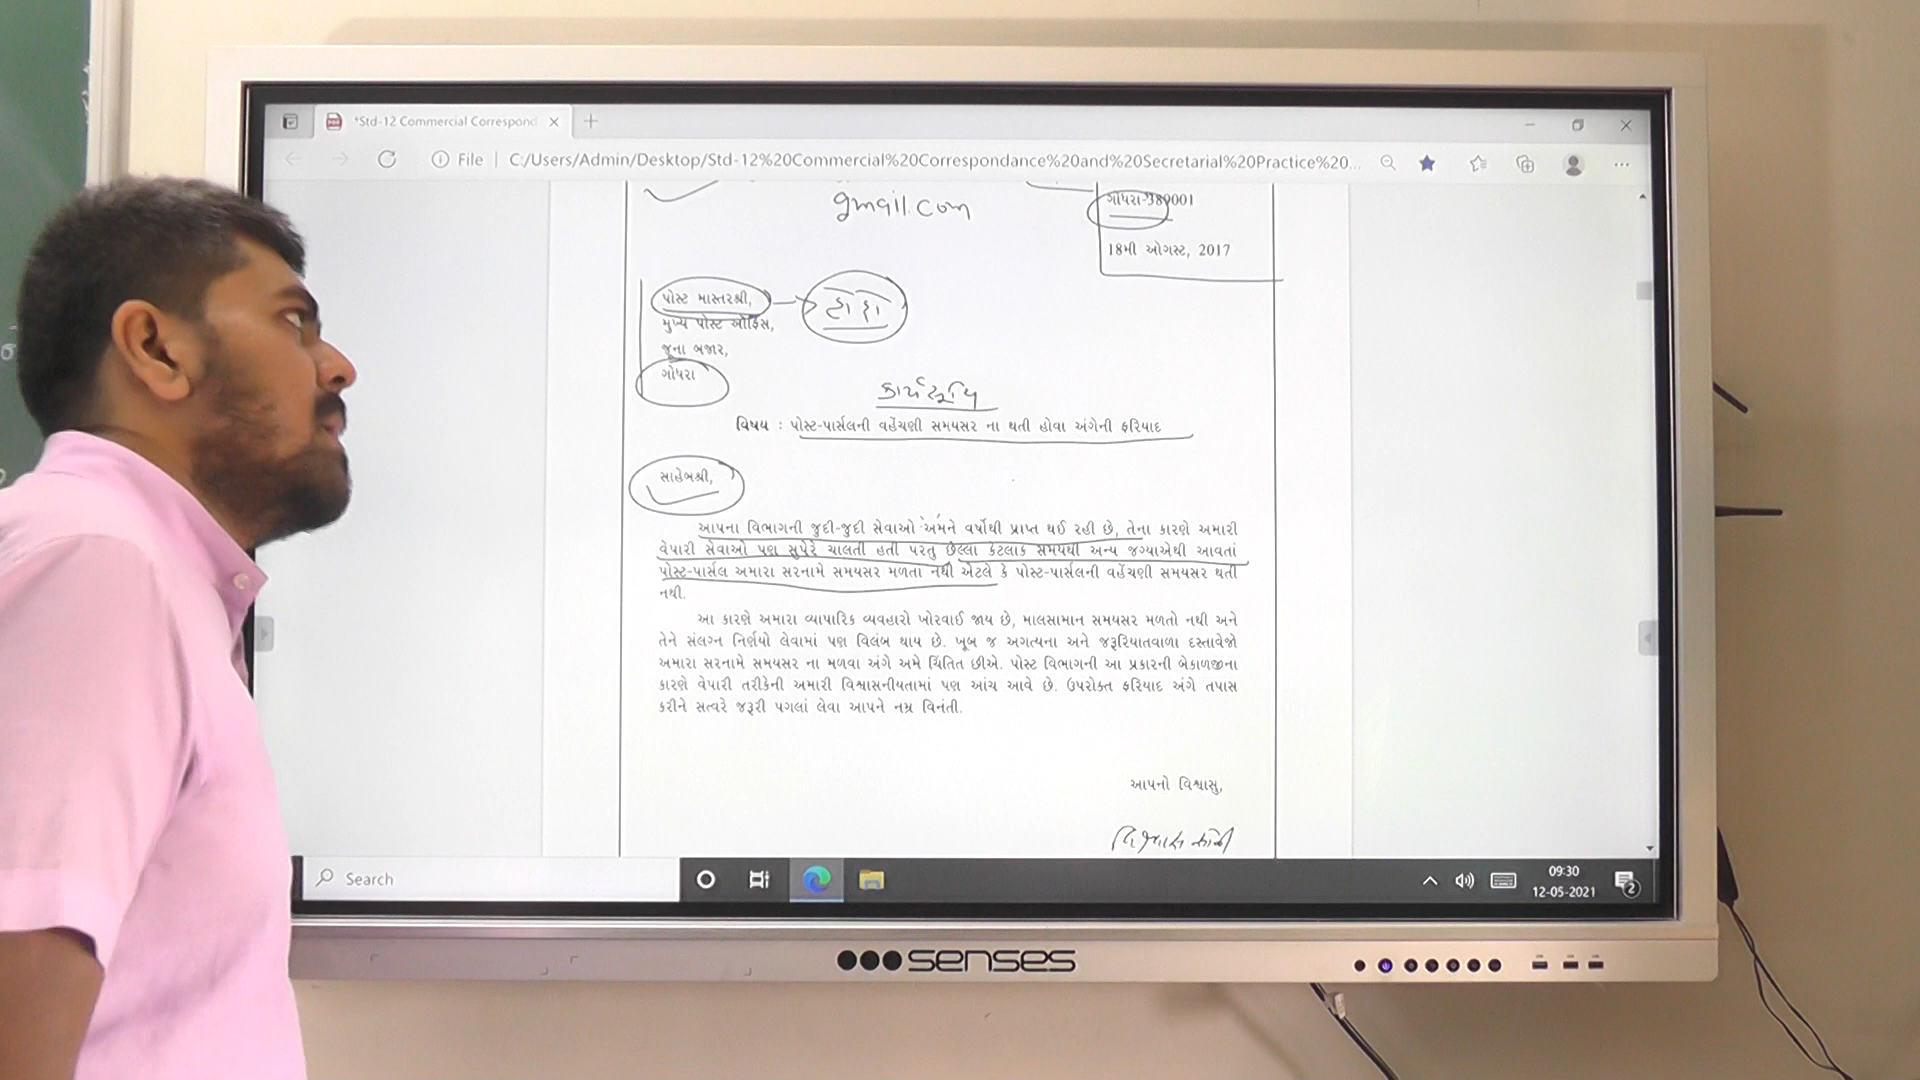 *Std-12 Commercial Correspond
File | C:/Users/Admin/Desktop/Std-12%20Commercial%20Correspondance%20and%20Secretarial%20Practice%20...
gmail.com
ગોધરા-389001
18મી ઓગસ્ટ, 2017
પોસ્ટ માસ્તરશ્રી,
હોદ્દો
મુખ્ય પોસ્ટ ઓફિસ,
જૂના બજાર,
ગોધરા
વિષય : પોસ્ટ-પાર્સલની વહેંચણી સમયસર ના થતી હોવા અંગેની ફરિયાદ
સાહેબશ્રી,
આપના વિભાગની જુદી-જુદી સેવાઓ અમને વર્ષોથી પ્રાપ્ત થઈ રહી છે, તેના કારણે અમારી
વેપારી સેવાઓ પણ સુપેરે ચાલતી હતી પરંતુ છેલ્લા કેટલાક સમયથી અન્ય જગ્યાએથી આવતાં
પોસ્ટ-પાર્સલ અમારા સરનામે સમયસર મળતા નથી એટલે કે પોસ્ટ-પાર્સલની વહેંચણી સમયસર થતી
નથી.
આ કારણે અમારા વ્યાપારિક વ્યવહારો ખોરવાઈ જાય છે, માલસામાન સમયસર મળતો નથી અને
તેને સંલગ્ન નિર્ણયો લેવામાં પણ વિલંબ થાય છે. ખૂબ જ અગત્યના અને જરૂરિયાતવાળા દસ્તાવેજો
અમારા સરનામે સમયસર ના મળવા અંગે અમે ચિંતિત છીએ. પોસ્ટ વિભાગની આ પ્રકારની બેકાળજીના
કારણે વેપારી તરીકેની અમારી વિશ્વાસનીયતામાં પણ આંચ આવે છે. ઉપરોક્ત ફરિયાદ અંગે તપાસ
કરીને સત્વરે જરૂરી પગલાં લેવા આપને નમ્ર વિનંતી.
આપનો વિશ્વાસુ,
Search
09:30
12-05-2021
2
senses